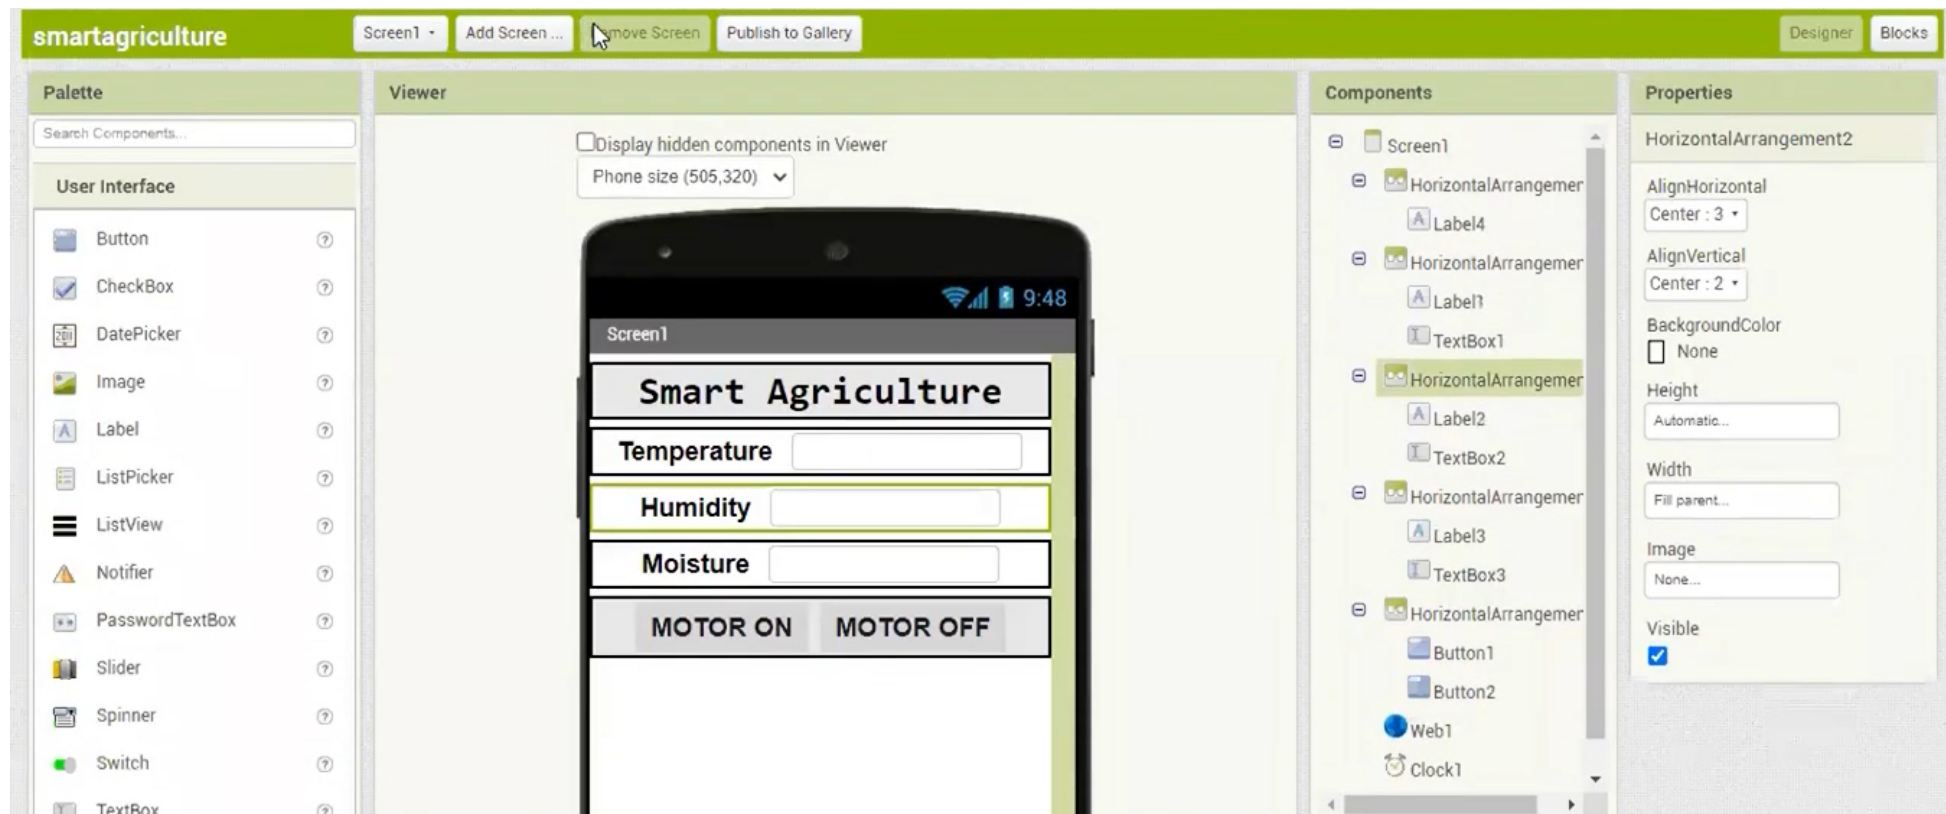 smartagriculture
Screen1
Add Screen ...
move Screen
Publish to Gallery
Designer
Blocks
Palette
Search Components...
User Interface
Button
CheckBox
DatePicker
Image
Label
ListPicker
ListView
Notifier
PasswordTextBox
Slider
Spinner
Switch
TextBox
Viewer
Display hidden components in Viewer
Phone size (505,320)
9:48
Screen1
Smart Agriculture
Temperature
Humidity
Moisture
MOTOR ON MOTOR OFF
Components
Screen1
HorizontalArrangemer
Label4
HorizontalArrangemer
Label1
TextBox1
HorizontalArrangemer
Label2
TextBox2
HorizontalArrangemer
Label3
TextBox3
HorizontalArrangemer
Button1
Button2
Web1
Clock1
Properties
HorizontalArrangement2
AlignHorizontal
Center : 3
AlignVertical
Center : 2
BackgroundColor
None
Height
Automatic...
Width
Fill parent...
Image
None...
Visible